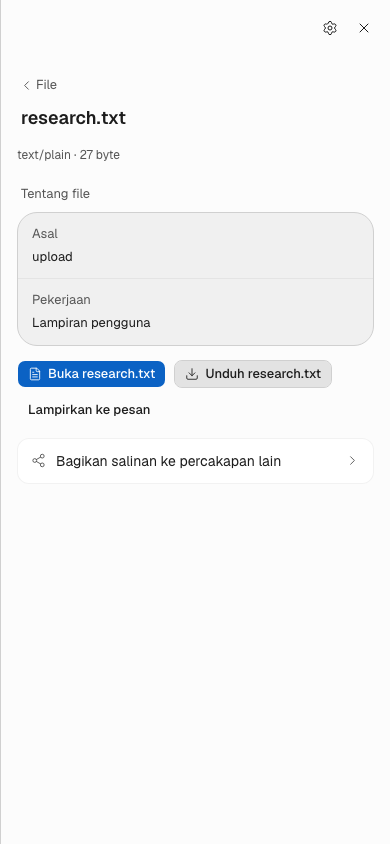 File
research.txt
text/plain · 27 byte
Tentang file
Asal
upload
Pekerjaan
Lampiran pengguna
Buka research.txt
Unduh research.txt
Lampirkan ke pesan
Bagikan salinan ke percakapan lain